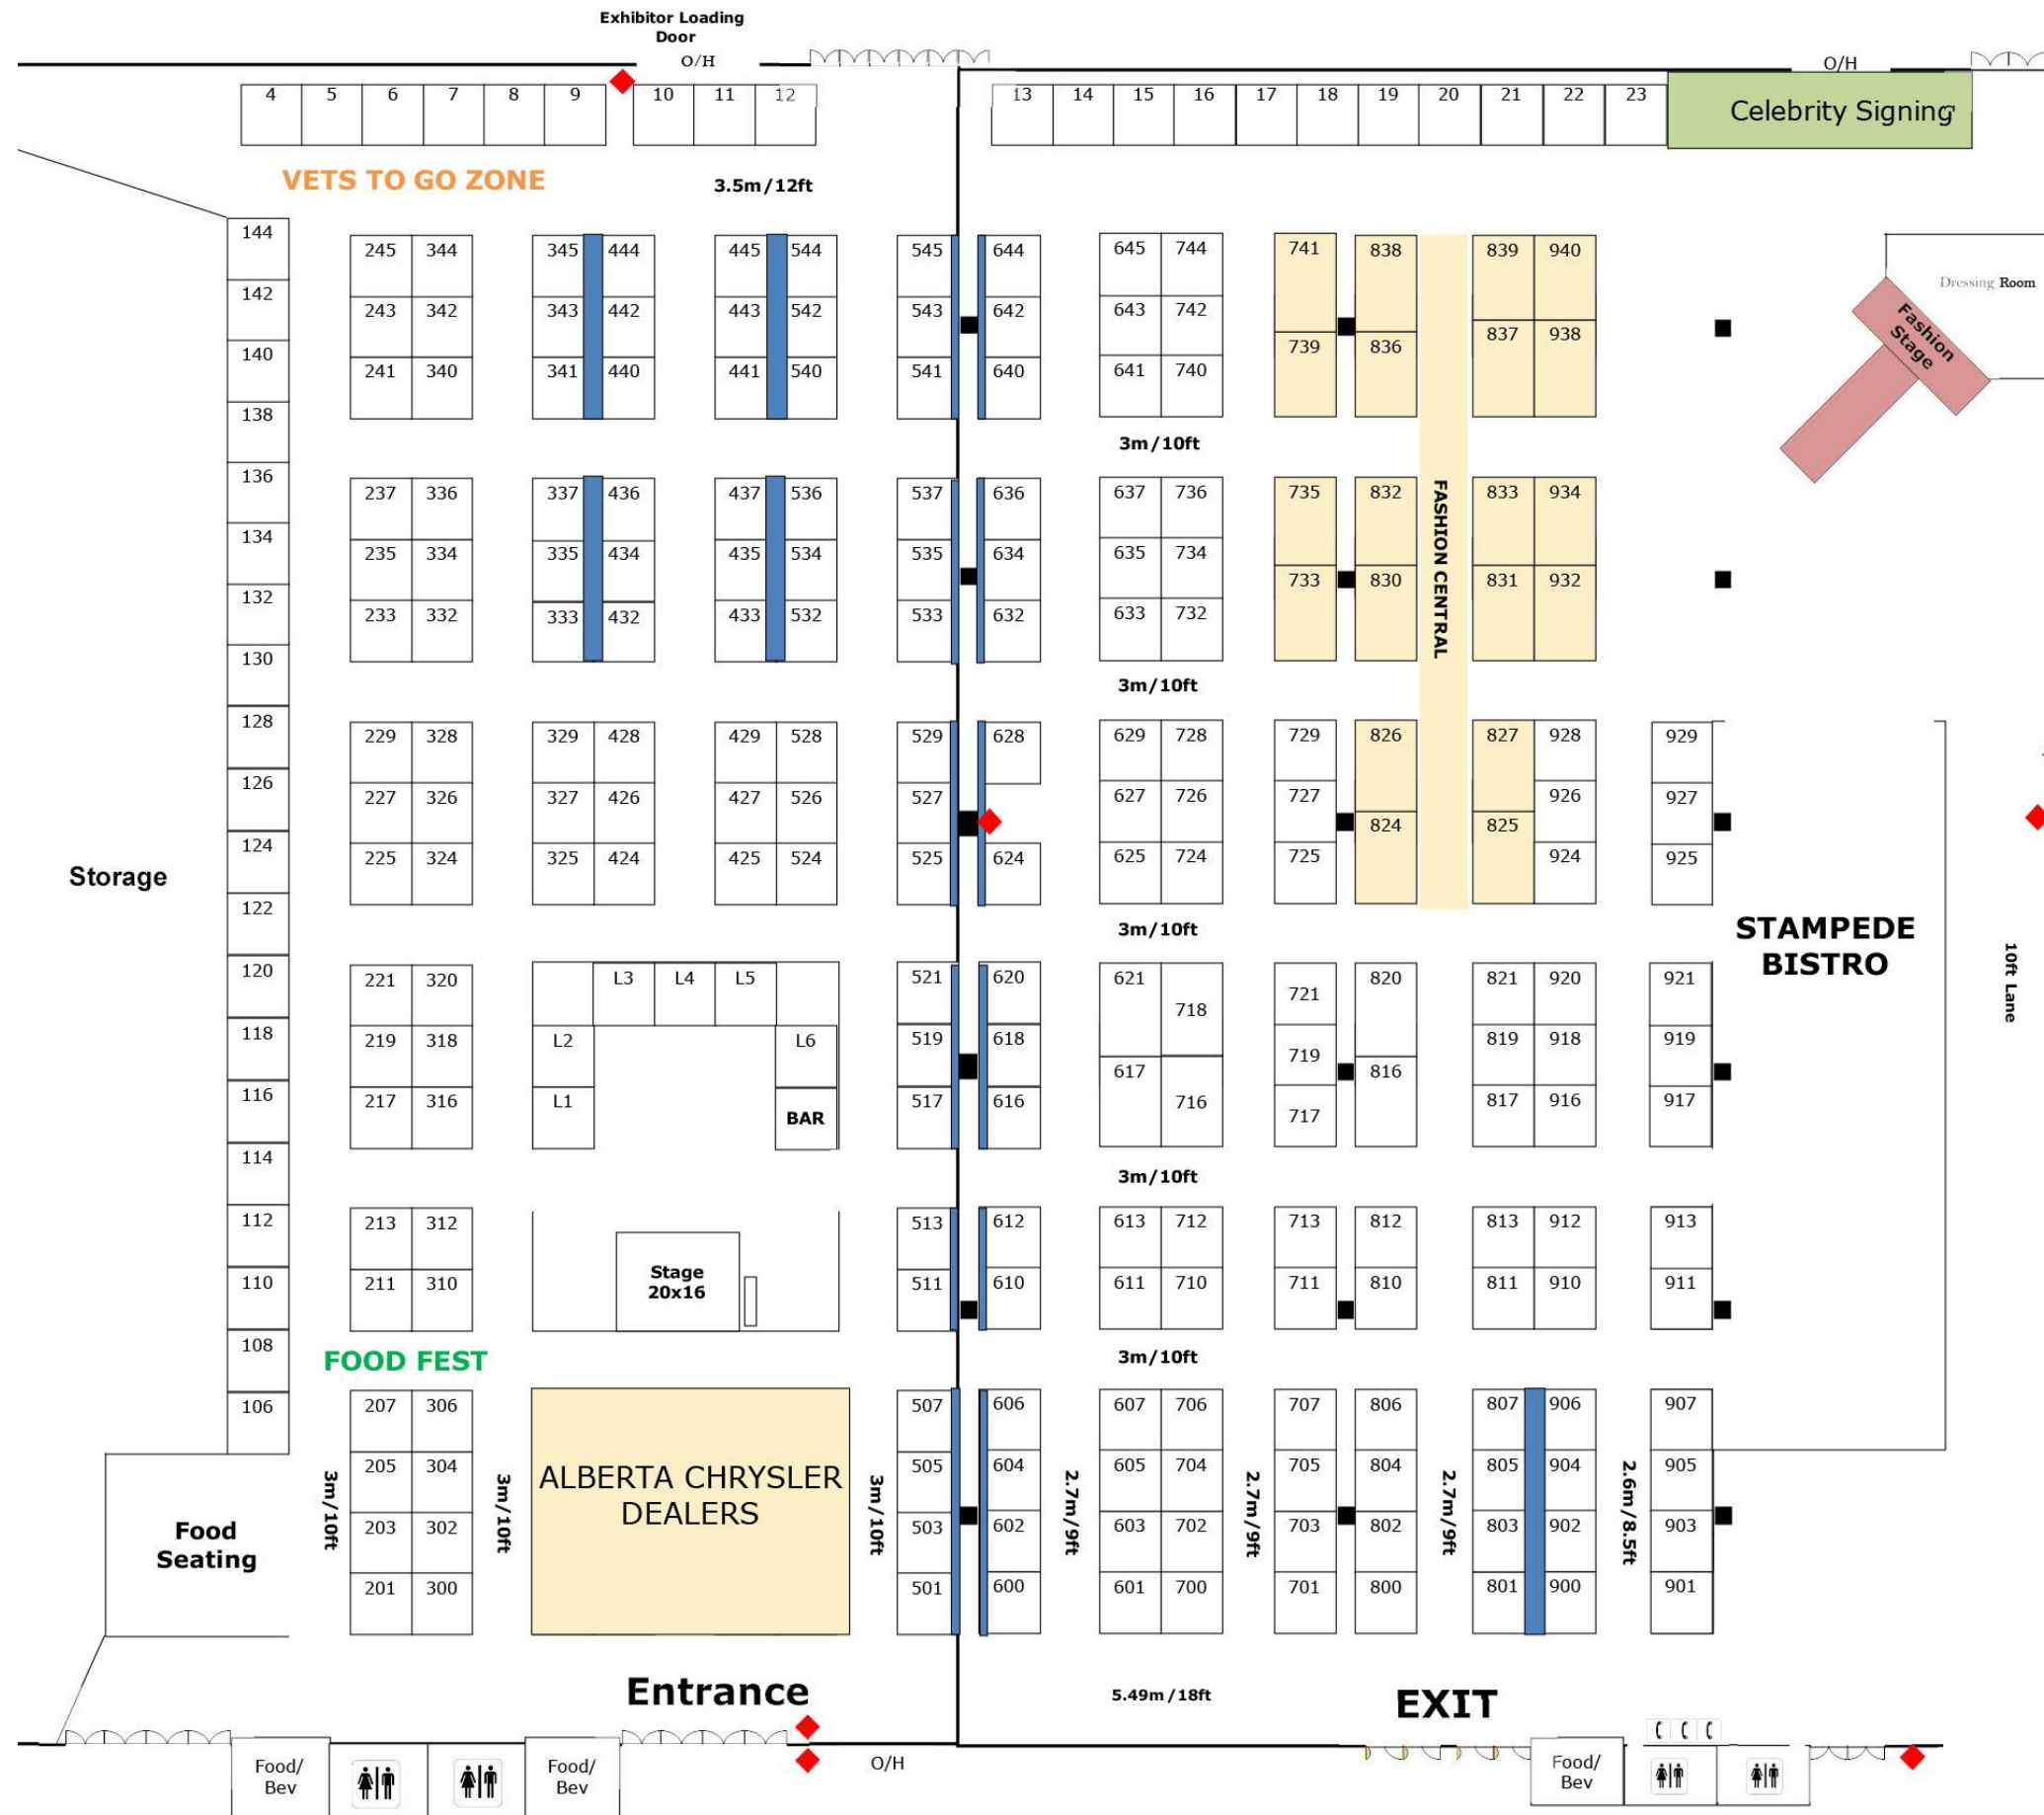 Exhibitor Loading
Door
O/H
O/H
4 5 6 7 8 9 10 11 12 13 14 15 16 17 18 19 20 21 22 23
Celebrity Signing
VETS TO GO ZONE
3.5m/12ft
144
245 344 345 444 445 544 545 644 645 744 741 838 839 940
Dressing Room
142
243 342 343 442 443 542 543 642 643 742
Fashion
Stage
837 938
140
739 836
241 340 341 440 441 540 541 640 641 740
138
3m/10ft
136
237 336 337 436 437 536 537 636 637 736 735 832 833 934
FASHION CENTRAL
134
235 334 335 434 435 534 535 634 635 734
733 830 831 932
132
233 332 333 432 433 532 533 632 633 732
130
3m/10ft
128
229 328 329 428 429 528 529 628 629 728 729 826 827 928 929
126
227 326 327 426 427 526 527 627 726 727 926 927
824 825
124
225 324 325 424 425 524 525 624 625 724 725 924 925
Storage
122
3m/10ft
STAMPEDE
BISTRO
10ft Lane
120
221 320 L3 L4 L5 521 620 621 718 721 820 821 920 921
118
219 318 L2 L6 519 618 719 819 918 919
116
217 316 L1 BAR 517 616 617 716 717 816 817 916 917
114
3m/10ft
112
213 312 513 612 613 712 713 812 813 912 913
Stage
20x16
110
211 310 511 610 611 710 711 810 811 910 911
108
FOOD FEST
3m/10ft
106
207 306 507 606 607 706 707 806 807 906 907
205 304 505 604 605 704 705 804 805 904 905
ALBERTA CHRYSLER
DEALERS
3m/10ft
3m/10ft
3m/10ft
2.7m/9ft
2.7m/9ft
2.7m/9ft
2.6m/8.5ft
Food
Seating
203 302 503 602 603 702 703 802 803 902 903
201 300 501 600 601 700 701 800 801 900 901
Entrance
5.49m/18ft
EXIT
Food/
Bev
Food/
Bev
O/H
Food/
Bev